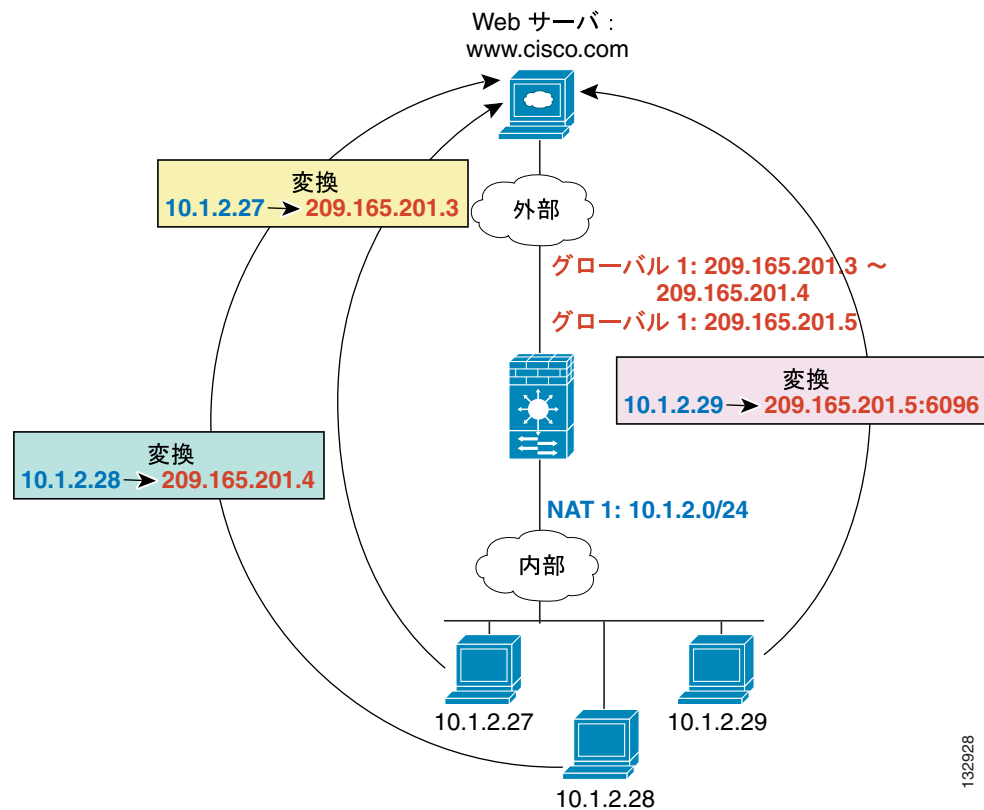 Web サーバ :
www.cisco.com
変換
10.1.2.27 → 209.165.201.3
外部
グローバル 1: 209.165.201.3 ～
209.165.201.4
グローバル 1: 209.165.201.5
変換
10.1.2.29 → 209.165.201.5:6096
変換
10.1.2.28 → 209.165.201.4
NAT 1: 10.1.2.0/24
内部
10.1.2.27
10.1.2.29
10.1.2.28
132928